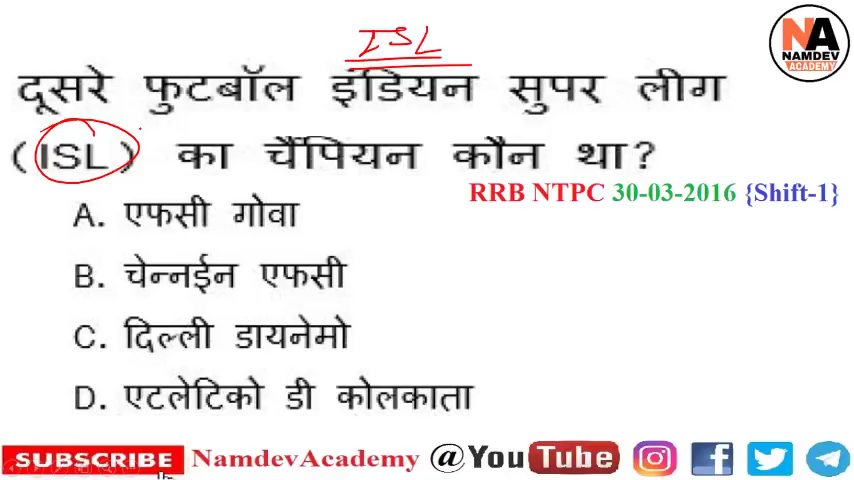 ISL
NA
NAMDEV
ACADEMY
दूसरे फुटबॉल इंडियन सुपर लीग
(ISL) का चैंपियन कौन था?
RRB NTPC 30-03-2016 {Shift-1}
A. एफसी गोवा
B. चेन्नईन एफसी
C. दिल्ली डायनेमो
D. एटलेटिको डी कोलकाता
SUBSCRIBE NamdevAcademy @YouTube